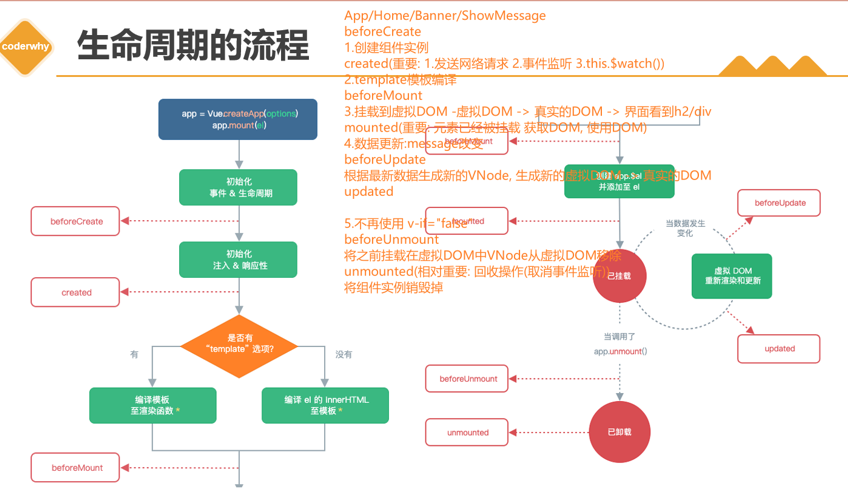 coderwhy
生命周期的流程
App/Home/Banner/ShowMessage
beforeCreate
1.创建组件实例
created(重要: 1.发送网络请求 2.事件监听 3.this.$watch())
2.template模板编译
beforeMount
3.挂载到虚拟DOM -虚拟DOM -> 真实的DOM -> 界面看到h2/div
mounted(重要: 元素已经被挂载 获取DOM, 使用DOM)
4.数据更新:message改变
beforeUpdate
根据最新数据生成新的VNode, 生成新的虚拟DOM -> 真实的DOM
updated
5.不再使用 v-if="false
beforeUnmount
将之前挂载在虚拟DOM中VNode从虚拟DOM移除
unmounted(相对重要: 回收操作(取消事件监听))
将组件实例销毁掉
app = Vue.createApp(options)
app.mount(el)
初始化
事件 & 生命周期
beforeCreate
初始化
注入 & 响应性
created
是否有
“template” 选项?
有
没有
编译模板
至渲染函数 *
编译 el 的 innerHTML
至模板 *
beforeMount
beforeMount
创建 app.$el
并添加至 el
mounted
已挂载
当数据发生
变化
beforeUpdate
虚拟 DOM
重新渲染和更新
updated
当调用了
app.unmount()
beforeUnmount
已卸载
unmounted